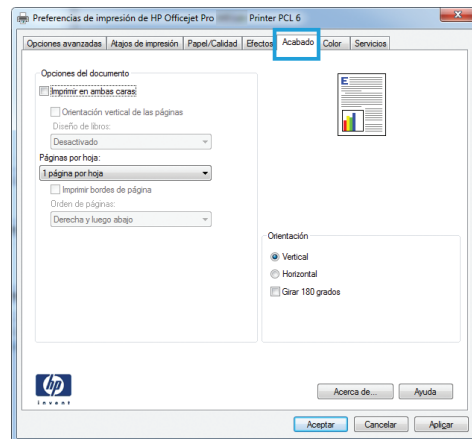 Preferencias de impresión de HP Officejet Pro Printer PCL 6
Opciones avanzadas Atajos de impresión Papel/Calidad Efectos Acabado Color Servicios
Opciones del documento
Imprimir en ambas caras
Orientación vertical de las páginas
Diseño de libros:
Desactivado
Páginas por hoja:
1 página por hoja
Imprimir bordes de página
Orden de páginas:
Derecha y luego abajo
E
Orientación
Vertical
Horizontal
Girar 180 grados
hp
invent
Acerca de... Ayuda
Aceptar Cancelar Aplicar